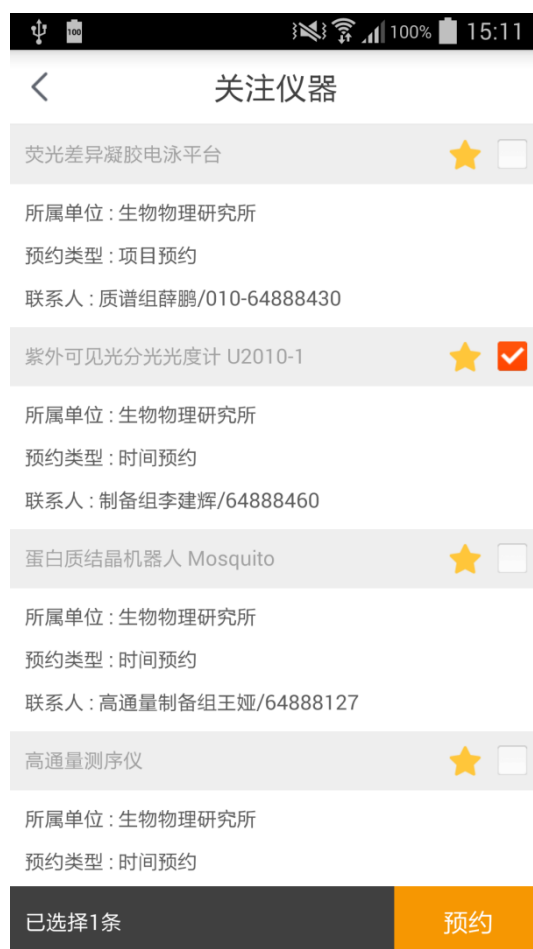 100 100% 15:11
关注仪器
荧光差异凝胶电泳平台
所属单位 : 生物物理研究所
预约类型 : 项目预约
联系人 : 质谱组薛鹏/010-64888430
紫外可见光分光光度计 U2010-1
所属单位 : 生物物理研究所
预约类型 : 时间预约
联系人 : 制备组李建辉/64888460
蛋白质结晶机器人 Mosquito
所属单位 : 生物物理研究所
预约类型 : 时间预约
联系人 : 高通量制备组王娅/64888127
高通量测序仪
所属单位 : 生物物理研究所
预约类型 : 时间预约
已选择1条 预约